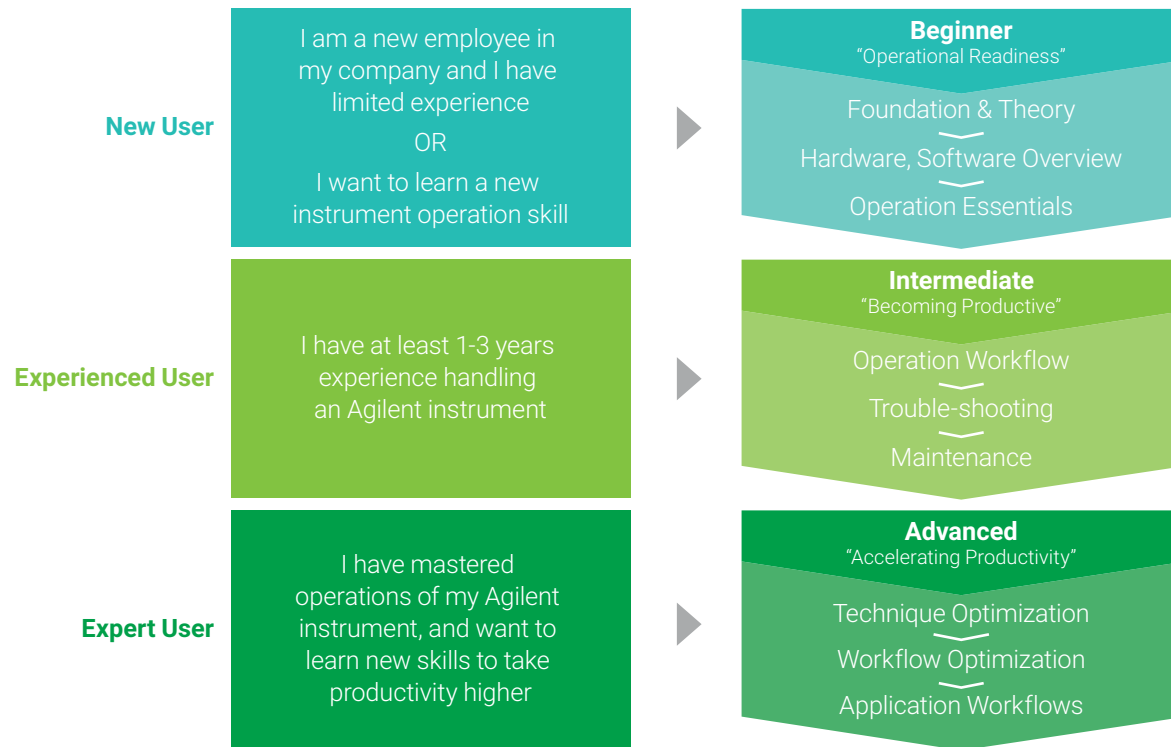 New User
I am a new employee in
my company and I have
limited experience
OR
I want to learn a new
instrument operation skill
Beginner
“Operational Readiness”
Foundation & Theory
Hardware, Software Overview
Operation Essentials
Experienced User
I have at least 1-3 years
experience handling
an Agilent instrument
Intermediate
“Becoming Productive”
Operation Workflow
Trouble-shooting
Maintenance
Expert User
I have mastered
operations of my Agilent
instrument, and want to
learn new skills to take
productivity higher
Advanced
“Accelerating Productivity”
Technique Optimization
Workflow Optimization
Application Workflows